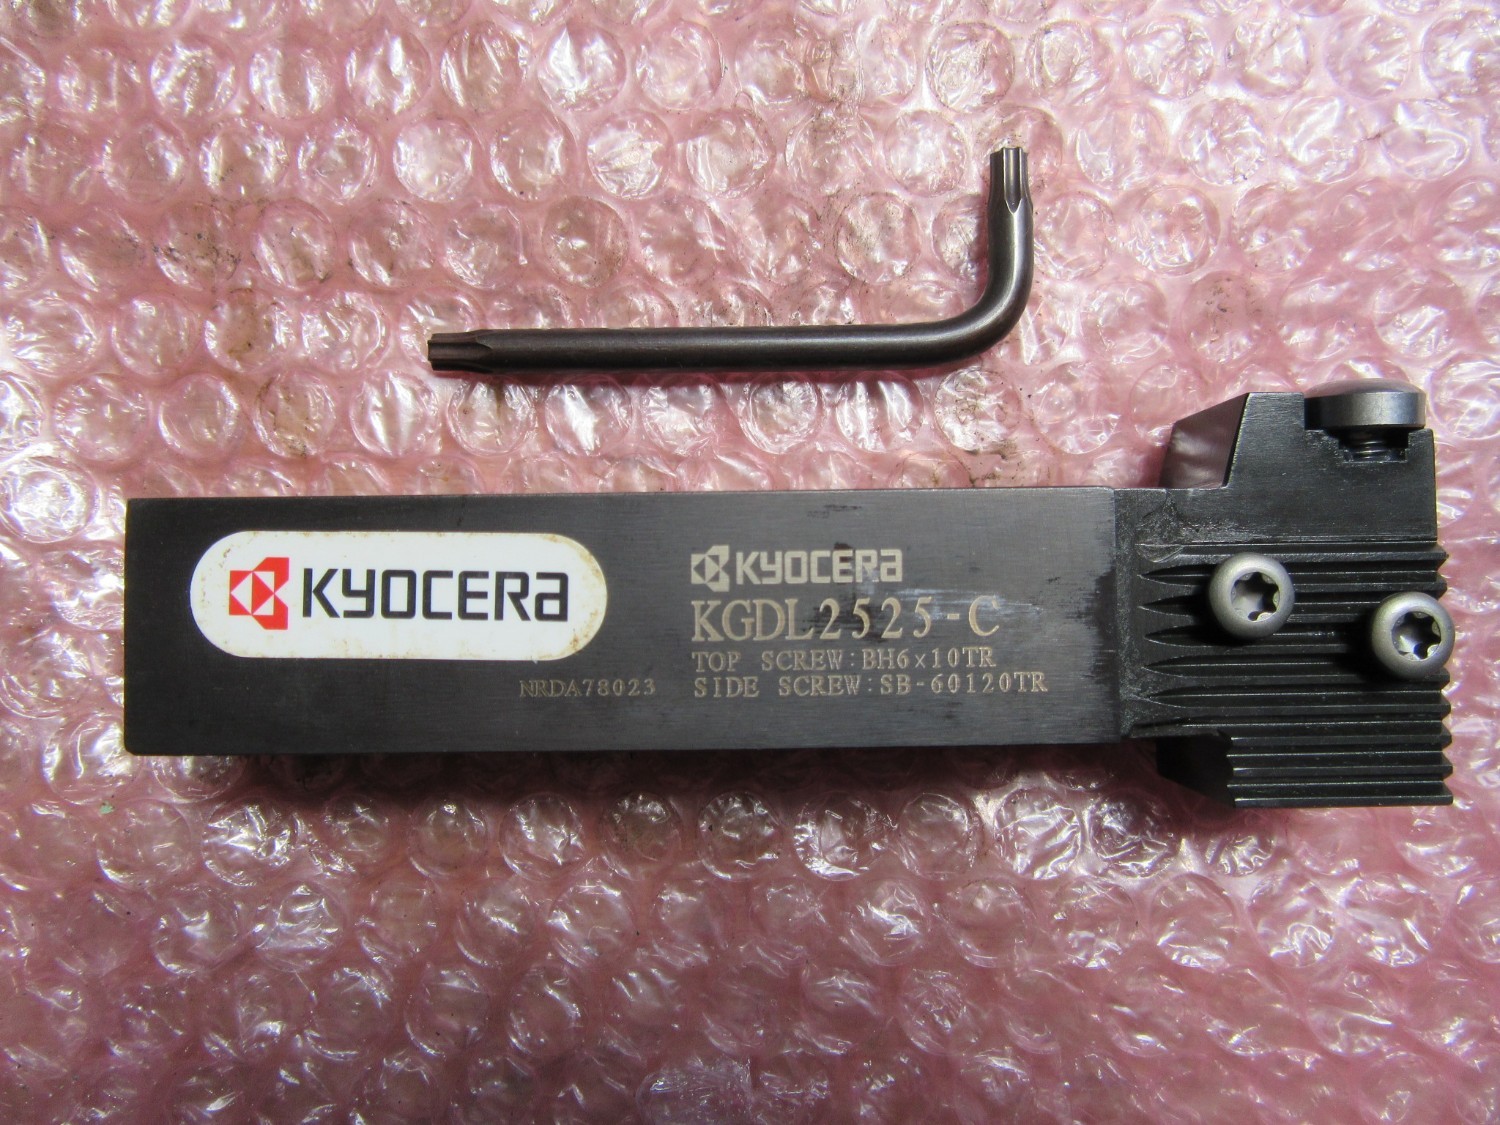 KYOCERA
KYOCERA
KGDL2525-C
TOP SCREW:BH6×10TR
SIDE SCREW:SB-60120TR
NRDA78023